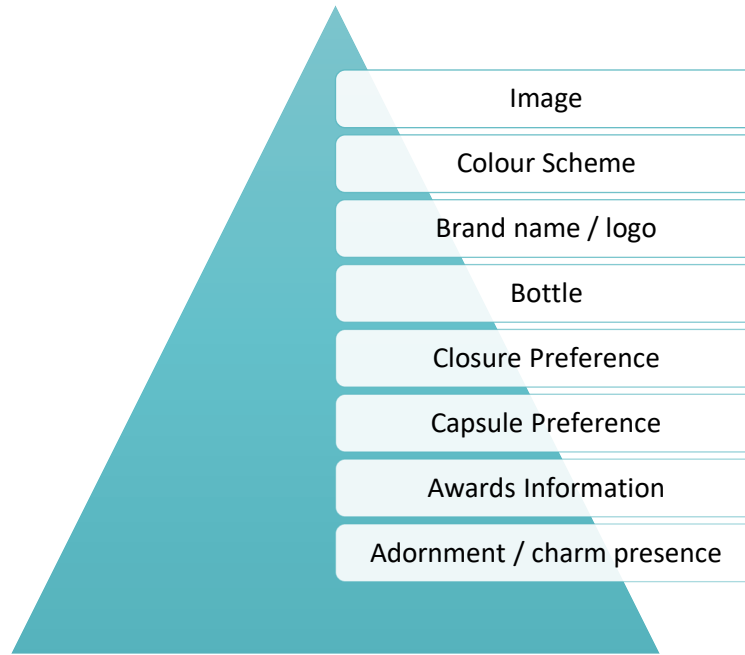 Image
Colour Scheme
Brand name / logo
Bottle
Closure Preference
Capsule Preference
Awards Information
Adornment / charm presence